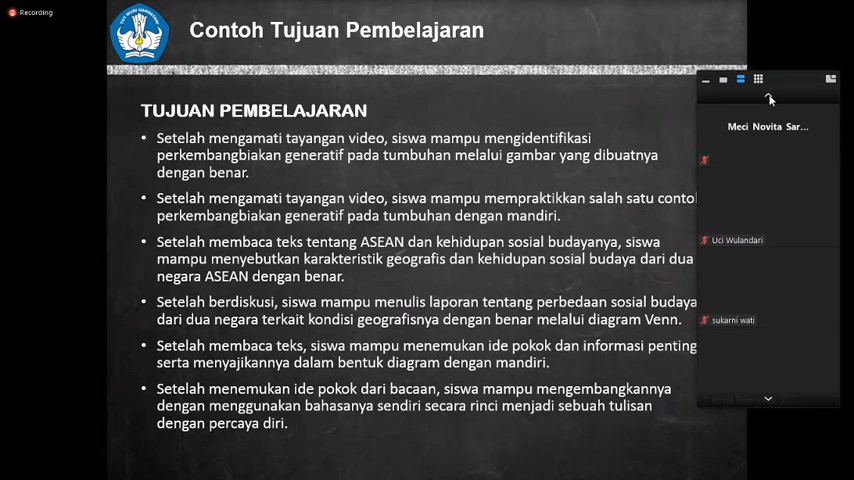 Recording
Contoh Tujuan Pembelajaran
TUJUAN PEMBELAJARAN
• Setelah mengamati tayangan video, siswa mampu mengidentifikasi
perkembangbiakan generatif pada tumbuhan melalui gambar yang dibuatnya
dengan benar.
• Setelah mengamati tayangan video, siswa mampu mempraktikkan salah satu contol
perkembangbiakan generatif pada tumbuhan dengan mandiri.
• Setelah membaca teks tentang ASEAN dan kehidupan sosial budayanya, siswa
mampu menyebutkan karakteristik geografis dan kehidupan sosial budaya dari dua
negara ASEAN dengan benar.
• Setelah berdiskusi, siswa mampu menulis laporan tentang perbedaan sosial budaya
dari dua negara terkait kondisi geografisnya dengan benar melalui diagram Venn.
• Setelah membaca teks, siswa mampu menemukan ide pokok dan informasi penting
serta menyajikannya dalam bentuk diagram dengan mandiri.
• Setelah menemukan ide pokok dari bacaan, siswa mampu mengembangkannya
dengan menggunakan bahasanya sendiri secara rinci menjadi sebuah tulisan
dengan percaya diri.
Meci Novita Sar...
Uci Wulandari
sukarni wati